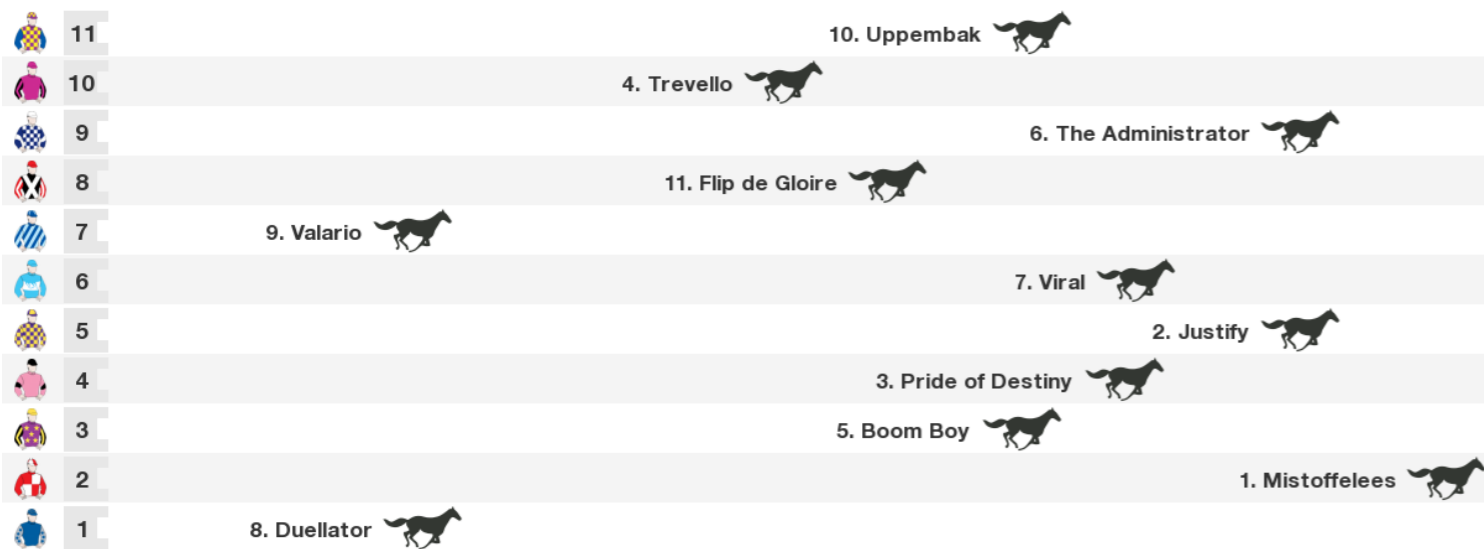 11 10. Uppembak
10 4. Trevello
9 6. The Administrator
8 11. Flip de Gloire
7 9. Valario
6 7. Viral
5 2. Justify
4 3. Pride of Destiny
3 5. Boom Boy
2 1. Mistoffelees
1 8. Duellator